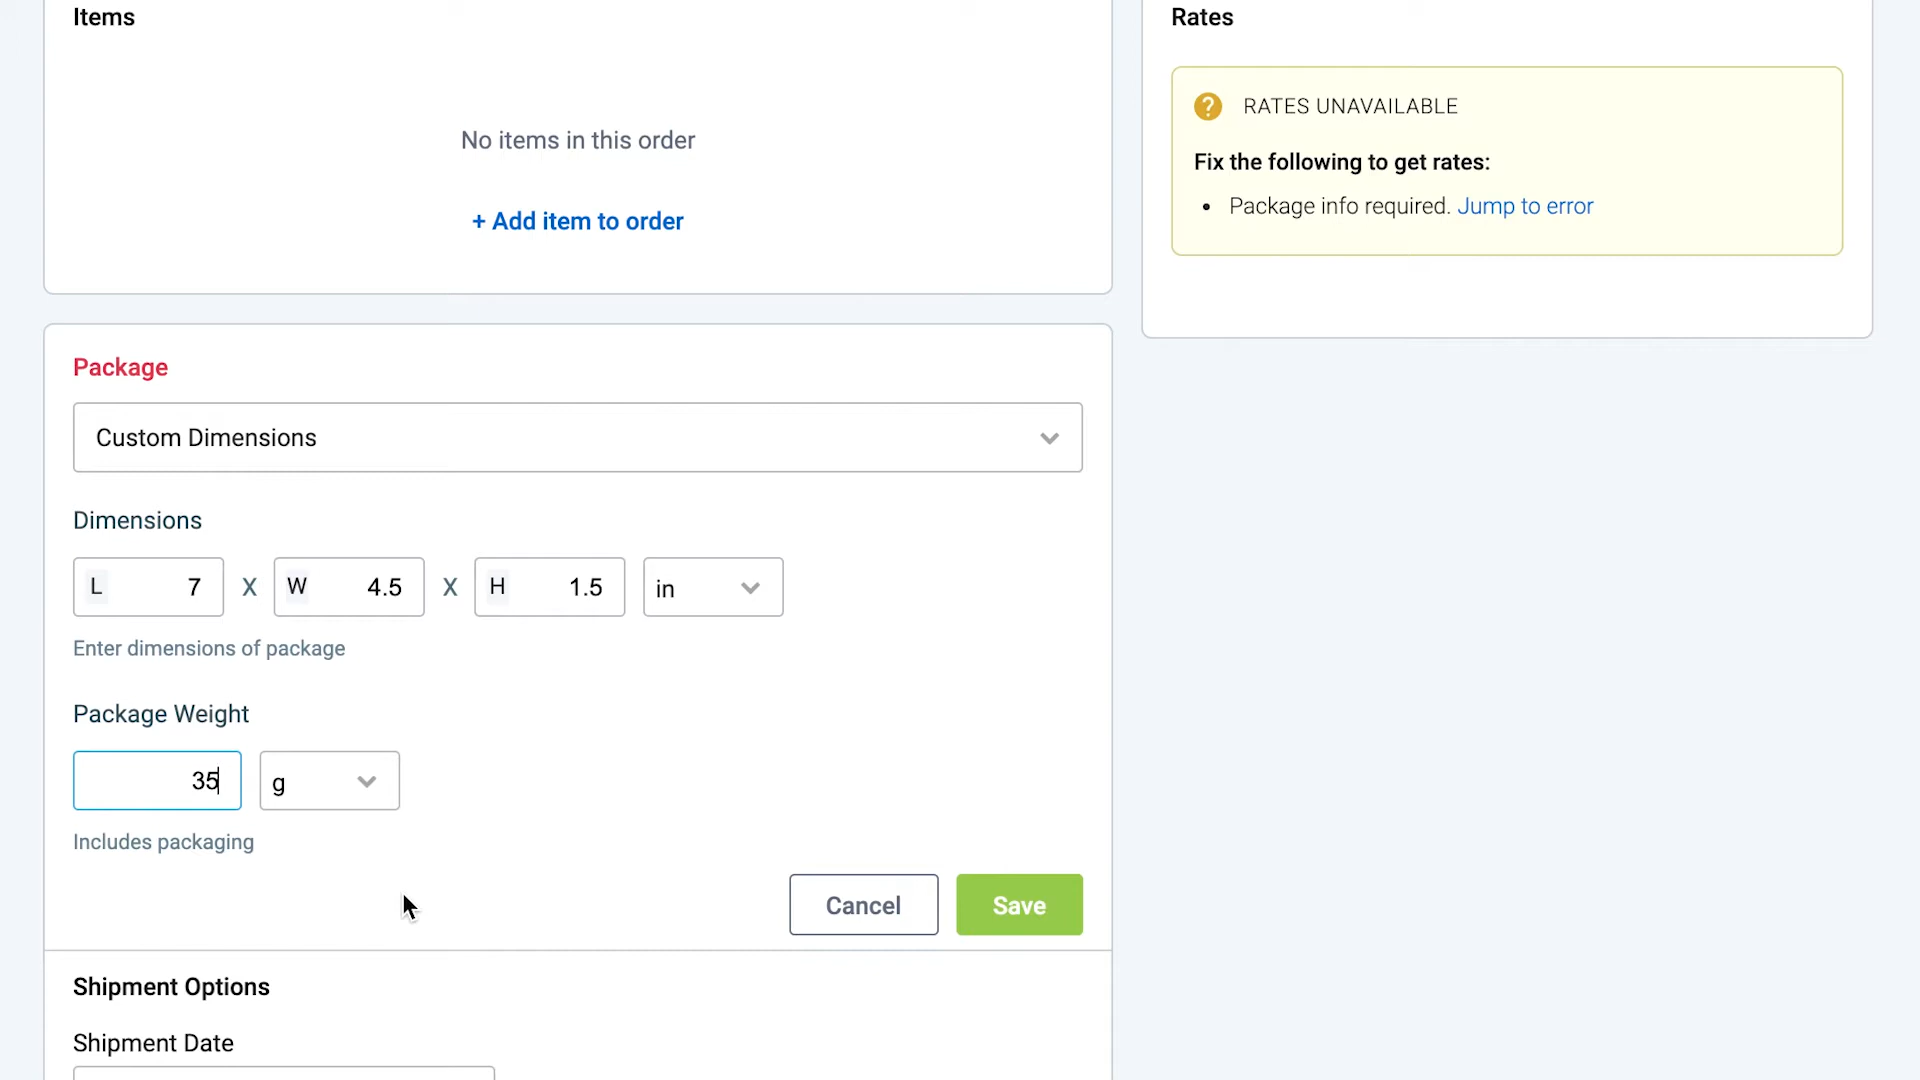 Items
No items in this order
+ Add item to order
Rates
? RATES UNAVAILABLE
Fix the following to get rates:
• Package info required. Jump to error
Package
Custom Dimensions
Dimensions
L 7 X W 4.5 X H 1.5 in
Enter dimensions of package
Package Weight
35 g
Includes packaging
Cancel Save
Shipment Options
Shipment Date